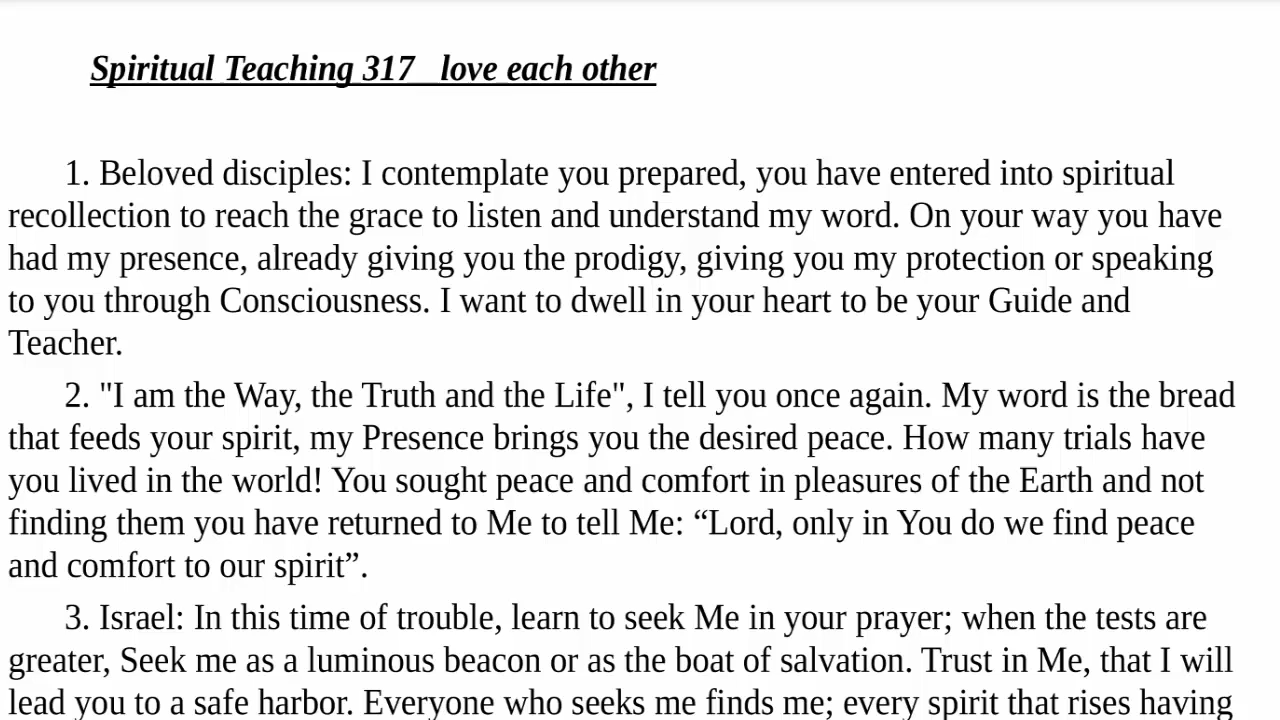 Spiritual Teaching 317   love each other
1. Beloved disciples: I contemplate you prepared, you have entered into spiritual
recollection to reach the grace to listen and understand my word. On your way you have
had my presence, already giving you the prodigy, giving you my protection or speaking
to you through Consciousness. I want to dwell in your heart to be your Guide and
Teacher.
2. "I am the Way, the Truth and the Life", I tell you once again. My word is the bread
that feeds your spirit, my Presence brings you the desired peace. How many trials have
you lived in the world! You sought peace and comfort in pleasures of the Earth and not
finding them you have returned to Me to tell Me: “Lord, only in You do we find peace
and comfort to our spirit”.
3. Israel: In this time of trouble, learn to seek Me in your prayer; when the tests are
greater, Seek me as a luminous beacon or as the boat of salvation. Trust in Me, that I will
lead you to a safe harbor. Everyone who seeks me finds me; every spirit that rises having